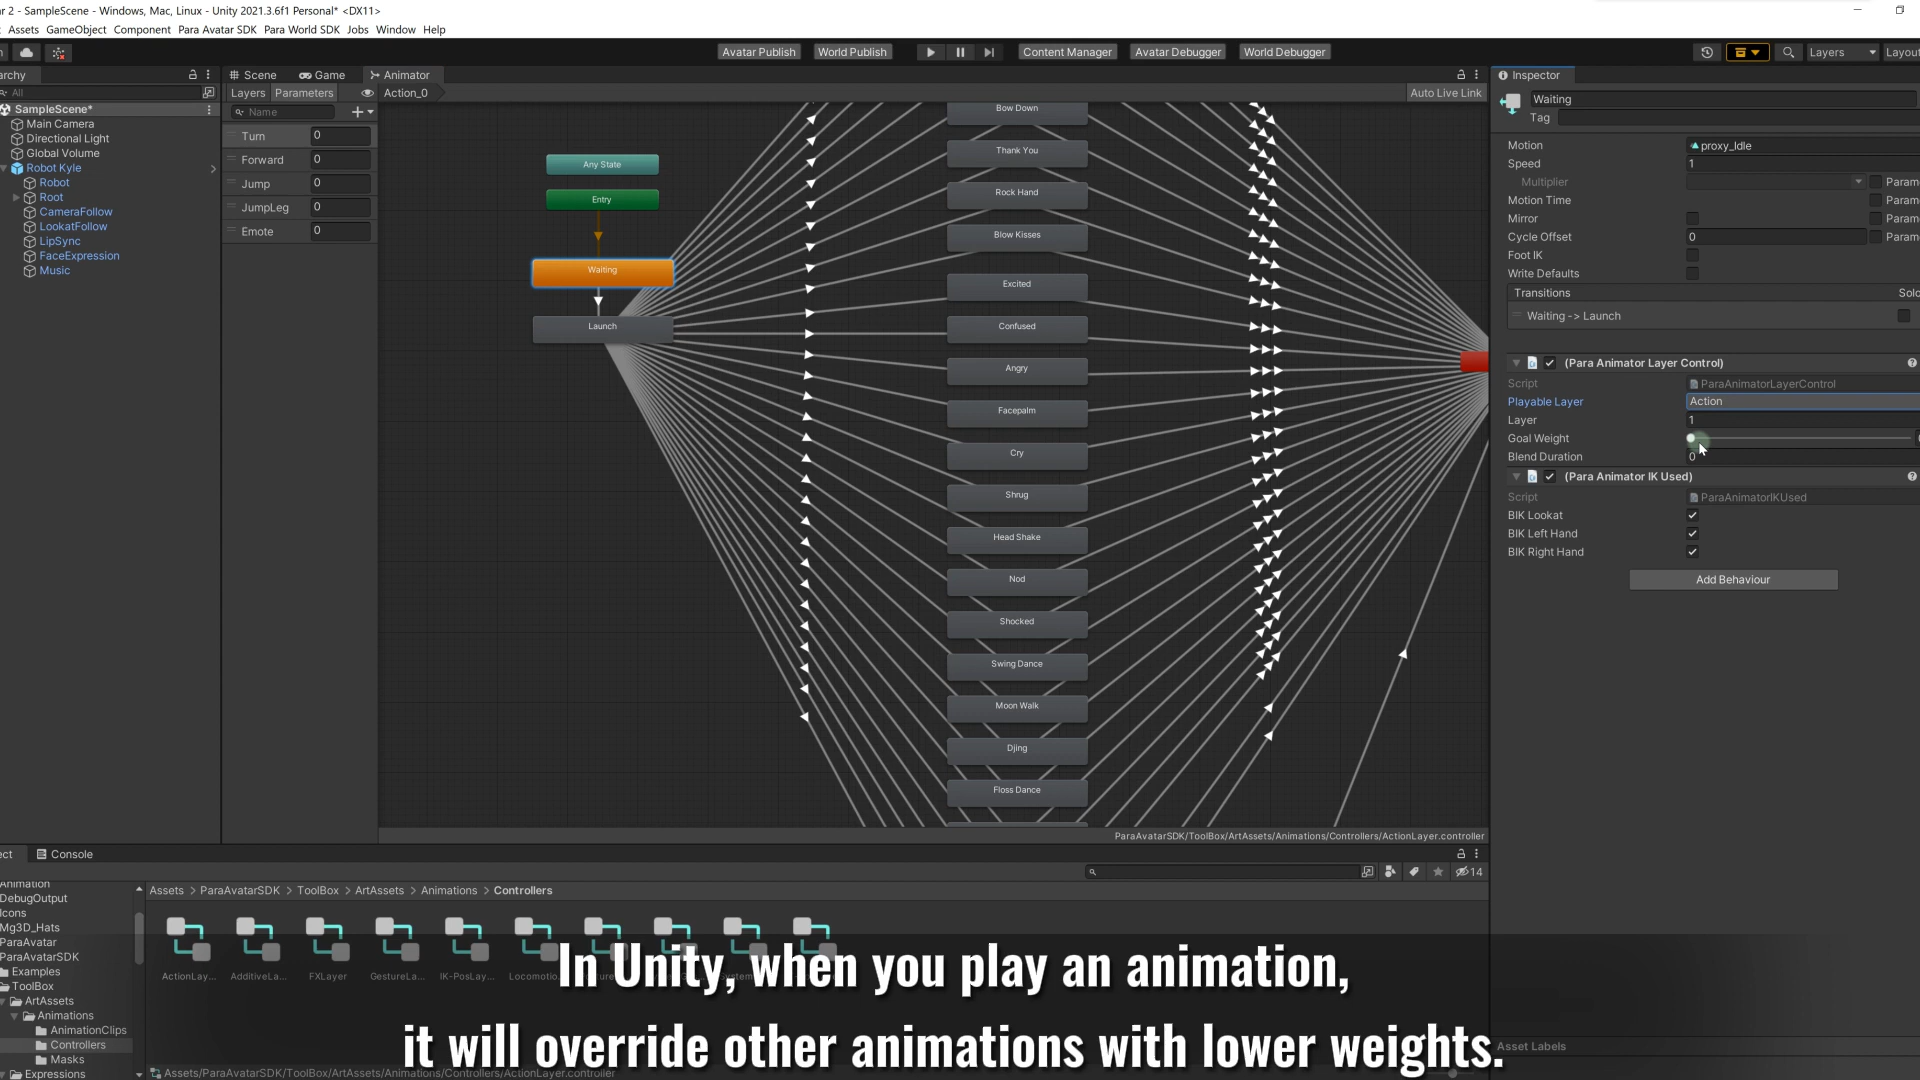 ar 2 - SampleScene - Windows, Mac, Linux - Unity 2021.3.6f1 Personal* <DX11>
Assets GameObject Component Para Avatar SDK Para World SDK Jobs Window Help
Avatar Publish World Publish Content Manager Avatar Debugger World Debugger Layers Layout
archy
All
SampleScene*
Main Camera
Directional Light
Global Volume
Robot Kyle
Robot
Root
CameraFollow
LookatFollow
LipSync
FaceExpression
Music
Scene Game Animator
Layers Parameters Action_0 Auto Live Link
Name
Turn 0
Forward 0
Jump 0
JumpLeg 0
Emote 0
Any State
Entry
Waiting
Launch
Bow Down
Thank You
Rock Hand
Blow Kisses
Excited
Confused
Angry
Facepalm
Cry
Shrug
Head Shake
Nod
Shocked
Swing Dance
Moon Walk
Djing
Floss Dance
ParaAvatarSDK/ToolBox/ArtAssets/Animations/Controllers/ActionLayer.controller
Inspector
Waiting
Tag
Motion proxy_Idle
Speed 1
Multiplier Param
Motion Time Param
Mirror Param
Cycle Offset 0 Param
Foot IK
Write Defaults
Transitions Solo
Waiting -> Launch
(Para Animator Layer Control)
Script ParaAnimatorLayerControl
Playable Layer Action
Layer 1
Goal Weight
Blend Duration 0
(Para Animator IK Used)
Script ParaAnimatorIKUsed
BIK Lookat
BIK Left Hand
BIK Right Hand
Add Behaviour
ect Console
14
Animation
DebugOutput
Icons
Mg3D_Hats
ParaAvatar
ParaAvatarSDK
Examples
ToolBox
ArtAssets
Animations
AnimationClips
Controllers
Masks
Expressions
Assets > ParaAvatarSDK > ToolBox > ArtAssets > Animations > Controllers
ActionLay... AdditiveLa... FXLayer GestureLa... IK-PosLay... Locomotio...
In Unity, when you play an animation,
it will override other animations with lower weights.
Assets/ParaAvatarSDK/ToolBox/ArtAssets/Animations/Controllers/ActionLayer.controller
Asset Labels